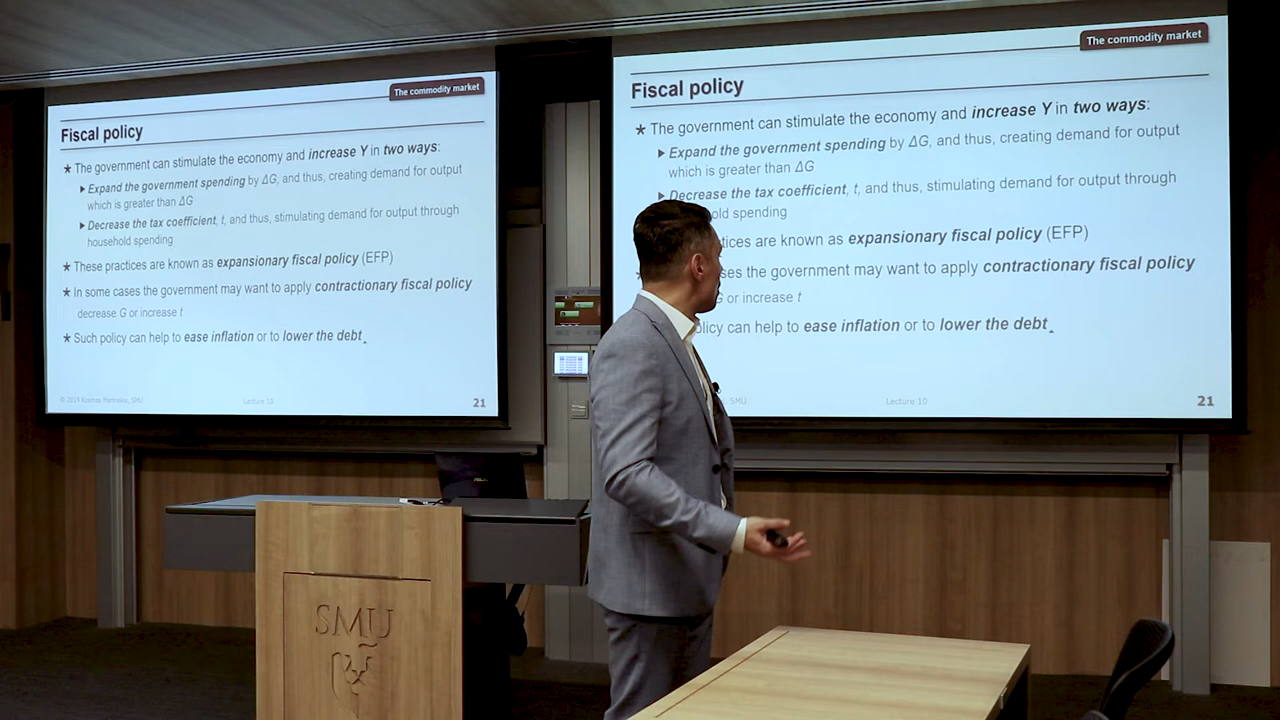 The commodity market
Fiscal policy
★ The government can stimulate the economy and increase Y in two ways:
▶ Expand the government spending by ΔG, and thus, creating demand for output
which is greater than ΔG
▶ Decrease the tax coefficient, t, and thus, stimulating demand for output through
household spending
★ These practices are known as expansionary fiscal policy (EFP)
★ In some cases the government may want to apply contractionary fiscal policy
decrease G or increase t
★ Such policy can help to ease inflation or to lower the debt
SMU
21
The commodity market
Fiscal policy
★ The government can stimulate the economy and increase Y in two ways:
▶ Expand the government spending by ΔG, and thus, creating demand for output
which is greater than ΔG
▶ Decrease the tax coefficient, t, and thus, stimulating demand for output through
old spending
tices are known as expansionary fiscal policy (EFP)
ses the government may want to apply contractionary fiscal policy
G or increase t
olicy can help to ease inflation or to lower the debt
SMU
Lecture 10
21
SMU